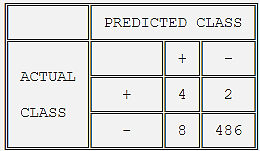 PREDICTED CLASS
+ -
ACTUAL CLASS
+ 4 2
- 8 486